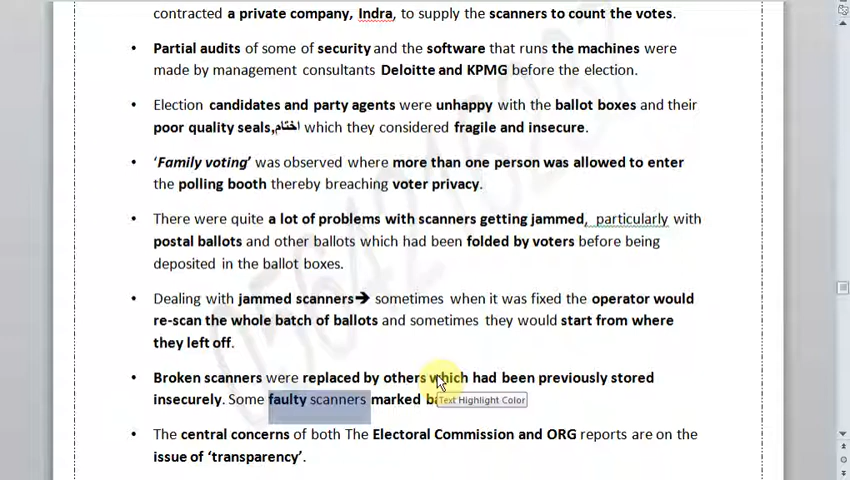 contracted a private company, Indra, to supply the scanners to count the votes.
• Partial audits of some of security and the software that runs the machines were
made by management consultants Deloitte and KPMG before the election.
• Election candidates and party agents were unhappy with the ballot boxes and their
poor quality seals,اختام which they considered fragile and insecure.
• ‘Family voting’ was observed where more than one person was allowed to enter
the polling booth thereby breaching voter privacy.
• There were quite a lot of problems with scanners getting jammed, particularly with
postal ballots and other ballots which had been folded by voters before being
deposited in the ballot boxes.
• Dealing with jammed scanners➔ sometimes when it was fixed the operator would
re-scan the whole batch of ballots and sometimes they would start from where
they left off.
• Broken scanners were replaced by others which had been previously stored
insecurely. Some faulty scanners marked
Text Highlight Color
• The central concerns of both The Electoral Commission and ORG reports are on the
issue of ‘transparency’.